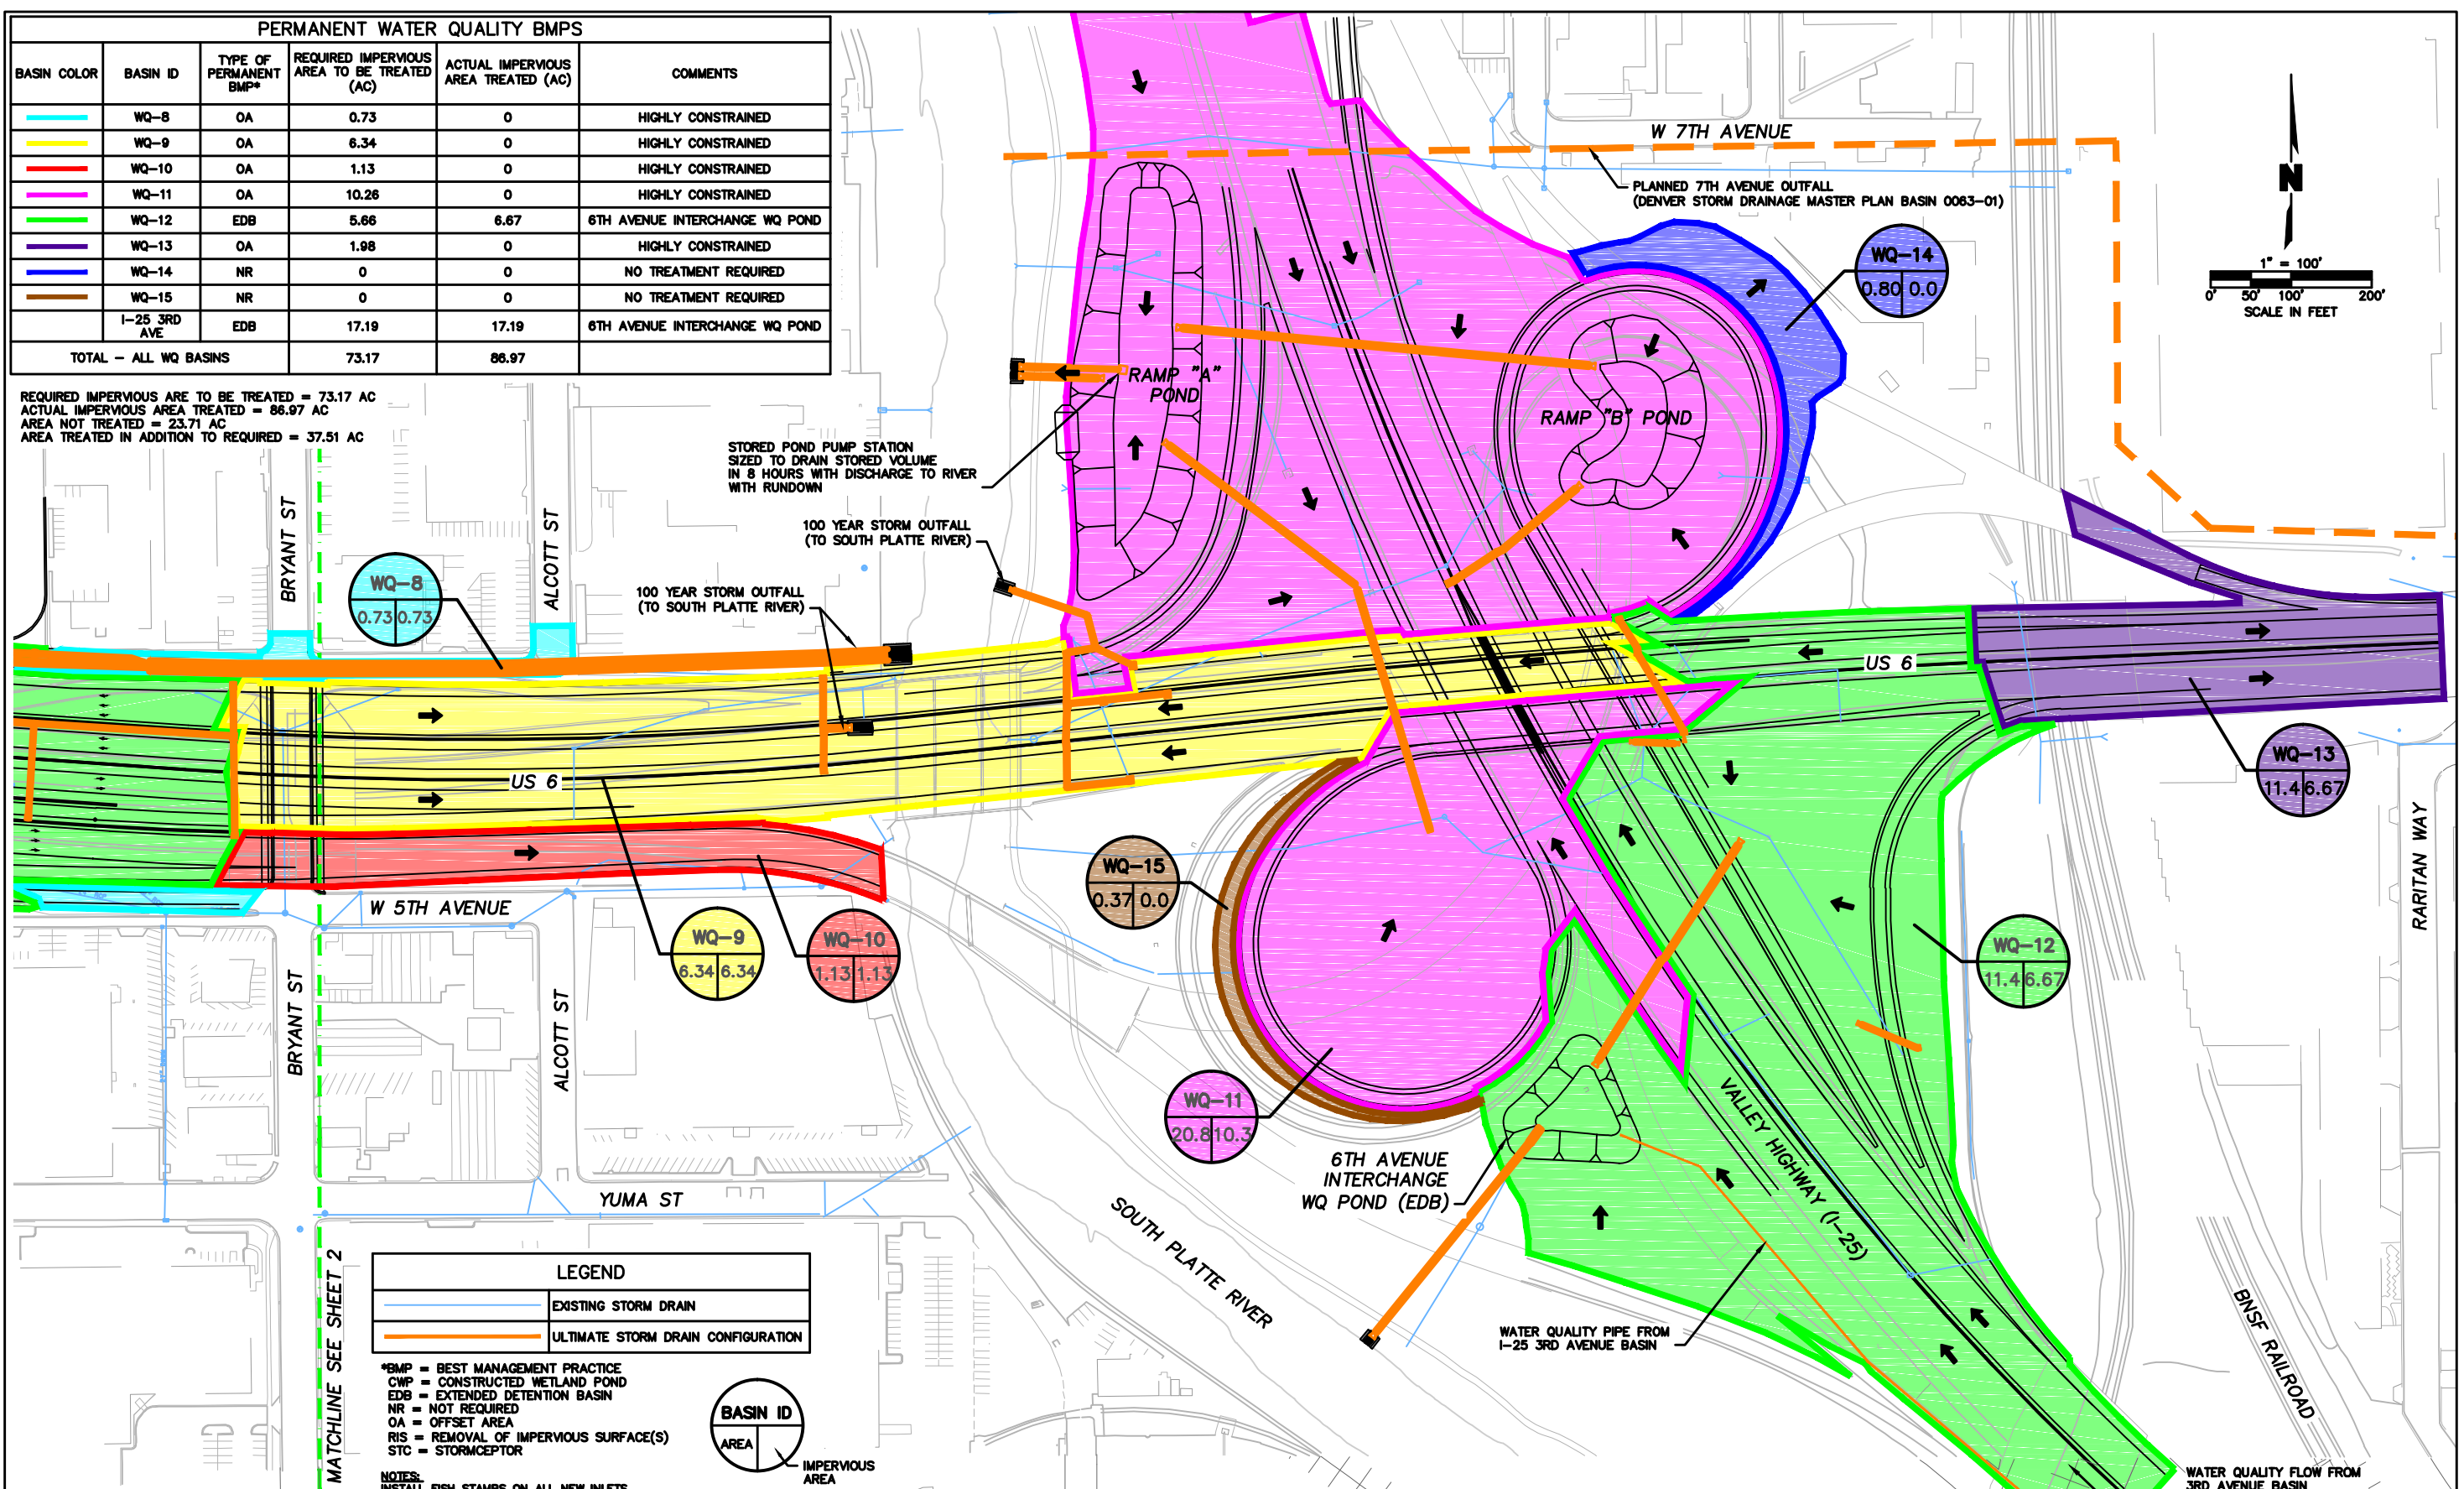 PERMANENT WATER QUALITY BMPS
BASIN COLOR BASIN ID TYPE OF PERMANENT BMP* REQUIRED IMPERVIOUS AREA TO BE TREATED (AC) ACTUAL IMPERVIOUS AREA TREATED (AC) COMMENTS
WQ-8 OA 0.73 0 HIGHLY CONSTRAINED
WQ-9 OA 6.34 0 HIGHLY CONSTRAINED
WQ-10 OA 1.13 0 HIGHLY CONSTRAINED
WQ-11 OA 10.26 0 HIGHLY CONSTRAINED
WQ-12 EDB 5.66 6.67 6TH AVENUE INTERCHANGE WQ POND
WQ-13 OA 1.98 0 HIGHLY CONSTRAINED
WQ-14 NR 0 0 NO TREATMENT REQUIRED
WQ-15 NR 0 0 NO TREATMENT REQUIRED
I-25 3RD AVE EDB 17.19 17.19 6TH AVENUE INTERCHANGE WQ POND
TOTAL - ALL WQ BASINS 73.17 86.97
REQUIRED IMPERVIOUS ARE TO BE TREATED = 73.17 AC
ACTUAL IMPERVIOUS AREA TREATED = 86.97 AC
AREA NOT TREATED = 23.71 AC
AREA TREATED IN ADDITION TO REQUIRED = 37.51 AC
W 7TH AVENUE
PLANNED 7TH AVENUE OUTFALL
(DENVER STORM DRAINAGE MASTER PLAN BASIN 0063-01)
N
1" = 100'
0' 50' 100' 200'
SCALE IN FEET
WQ-14
0.80 0.0
RAMP "A"
POND
RAMP "B" POND
STORED POND PUMP STATION
SIZED TO DRAIN STORED VOLUME
IN 8 HOURS WITH DISCHARGE TO RIVER
WITH RUNDOWN
100 YEAR STORM OUTFALL
(TO SOUTH PLATTE RIVER)
100 YEAR STORM OUTFALL
(TO SOUTH PLATTE RIVER)
BRYANT ST
ALCOTT ST
WQ-8
0.73 0.73
US 6
US 6
WQ-13
11.4 6.67
RARITAN WAY
WQ-15
0.37 0.0
W 5TH AVENUE
WQ-9
6.34 6.34
WQ-10
1.13 1.13
WQ-12
11.4 6.67
BRYANT ST
ALCOTT ST
WQ-11
20.8 10.3
6TH AVENUE
INTERCHANGE
WQ POND (EDB)
VALLEY HIGHWAY (I-25)
YUMA ST
SOUTH PLATTE RIVER
WATER QUALITY PIPE FROM
I-25 3RD AVENUE BASIN
BNSF RAILROAD
MATCHLINE SEE SHEET 2
LEGEND
EXISTING STORM DRAIN
ULTIMATE STORM DRAIN CONFIGURATION
*BMP = BEST MANAGEMENT PRACTICE
CWP = CONSTRUCTED WETLAND POND
EDB = EXTENDED DETENTION BASIN
NR = NOT REQUIRED
OA = OFFSET AREA
RIS = REMOVAL OF IMPERVIOUS SURFACE(S)
STC = STORMCEPTOR
BASIN ID
AREA
IMPERVIOUS
AREA
NOTES:
INSTALL FISH STAMPS ON ALL NEW INLETS
WATER QUALITY FLOW FROM
3RD AVENUE BASIN